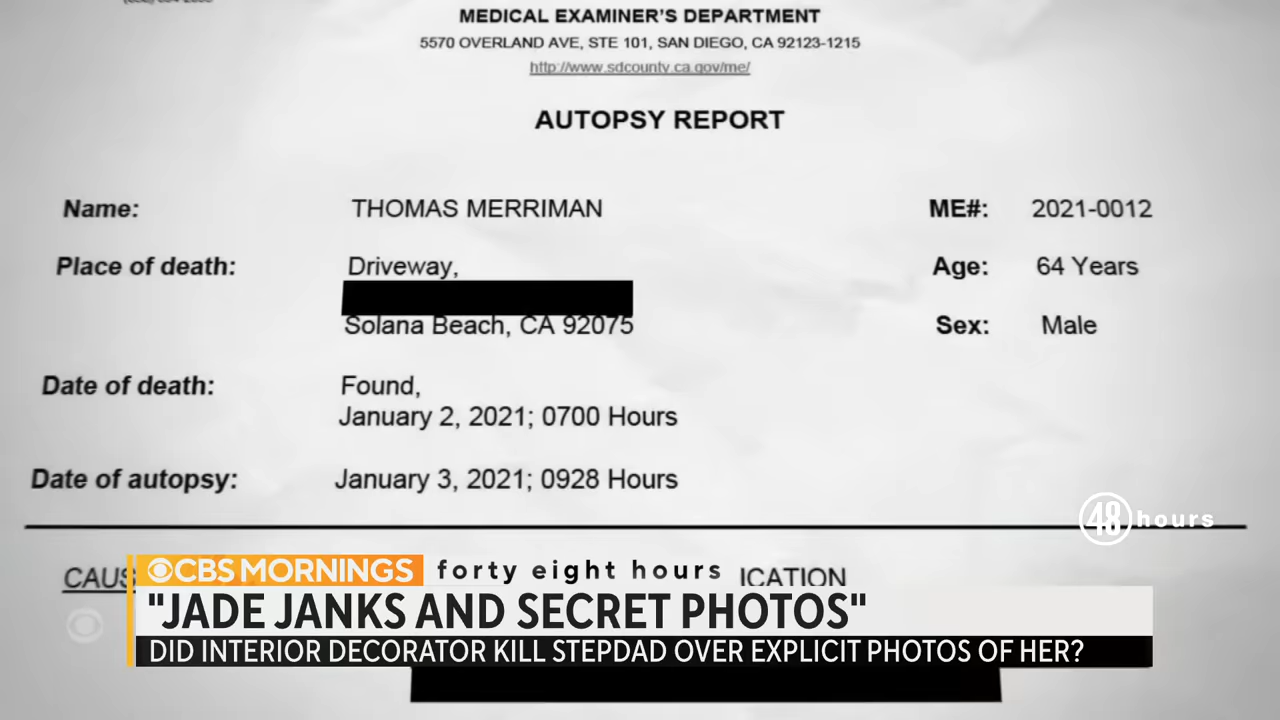 MEDICAL EXAMINER'S DEPARTMENT
5570 OVERLAND AVE, STE 101, SAN DIEGO, CA 92123-1215
http://www.sdcounty.ca.gov/me/
AUTOPSY REPORT
Name: THOMAS MERRIMAN ME#: 2021-0012
Place of death: Driveway, Age: 64 Years
Solana Beach, CA 92075 Sex: Male
Date of death: Found,
January 2, 2021; 0700 Hours
Date of autopsy: January 3, 2021; 0928 Hours
48 hours
CAUS ICATION
CBS MORNINGS forty eight hours
"JADE JANKS AND SECRET PHOTOS"
DID INTERIOR DECORATOR KILL STEPDAD OVER EXPLICIT PHOTOS OF HER?